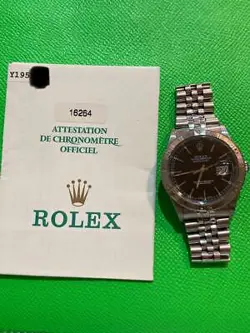 Y195
16264
ATTESTATION
DE CHRONOMÈTRE
OFFICIEL
ROLEX